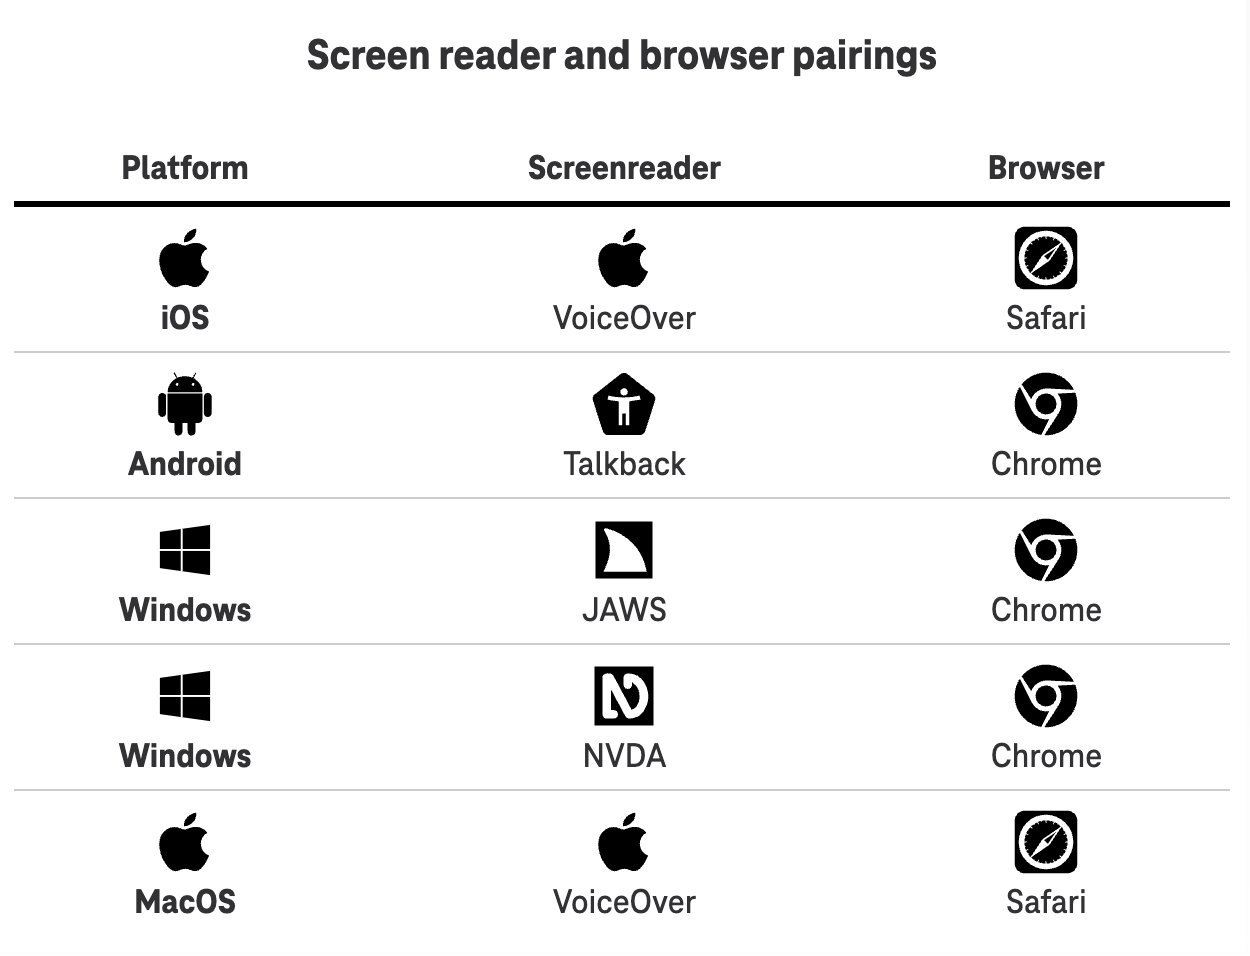 Screen reader and browser pairings
Platform Screenreader Browser
iOS VoiceOver Safari
Android Talkback Chrome
Windows JAWS Chrome
Windows NVDA Chrome
MacOS VoiceOver Safari